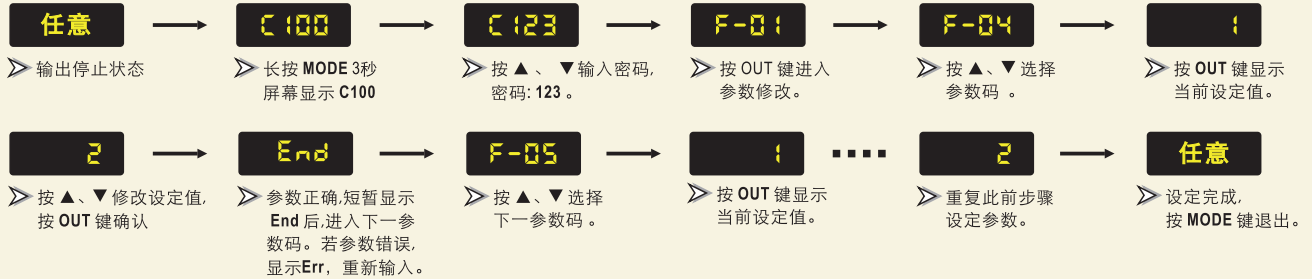 任意
C100
C123
F-01
F-04
1
输出停止状态
长按 MODE 3秒
屏幕显示 C100
按 ▲、 ▼输入密码,
密码: 123 。
按 OUT 键进入
参数修改。
按 ▲、▼ 选择
参数码 。
按 OUT 键显示
当前设定值。
2
End
F-05
1
2
任意
按 ▲、▼ 修改设定值,
按 OUT 键确认
参数正确,短暂显示
End 后,进入下一参
数码。若参数错误,
显示Err，重新输入。
按 ▲、▼ 选择
下一参数码 。
按 OUT 键显示
当前设定值。
重复此前步骤
设定参数。
设定完成,
按 MODE 键退出。